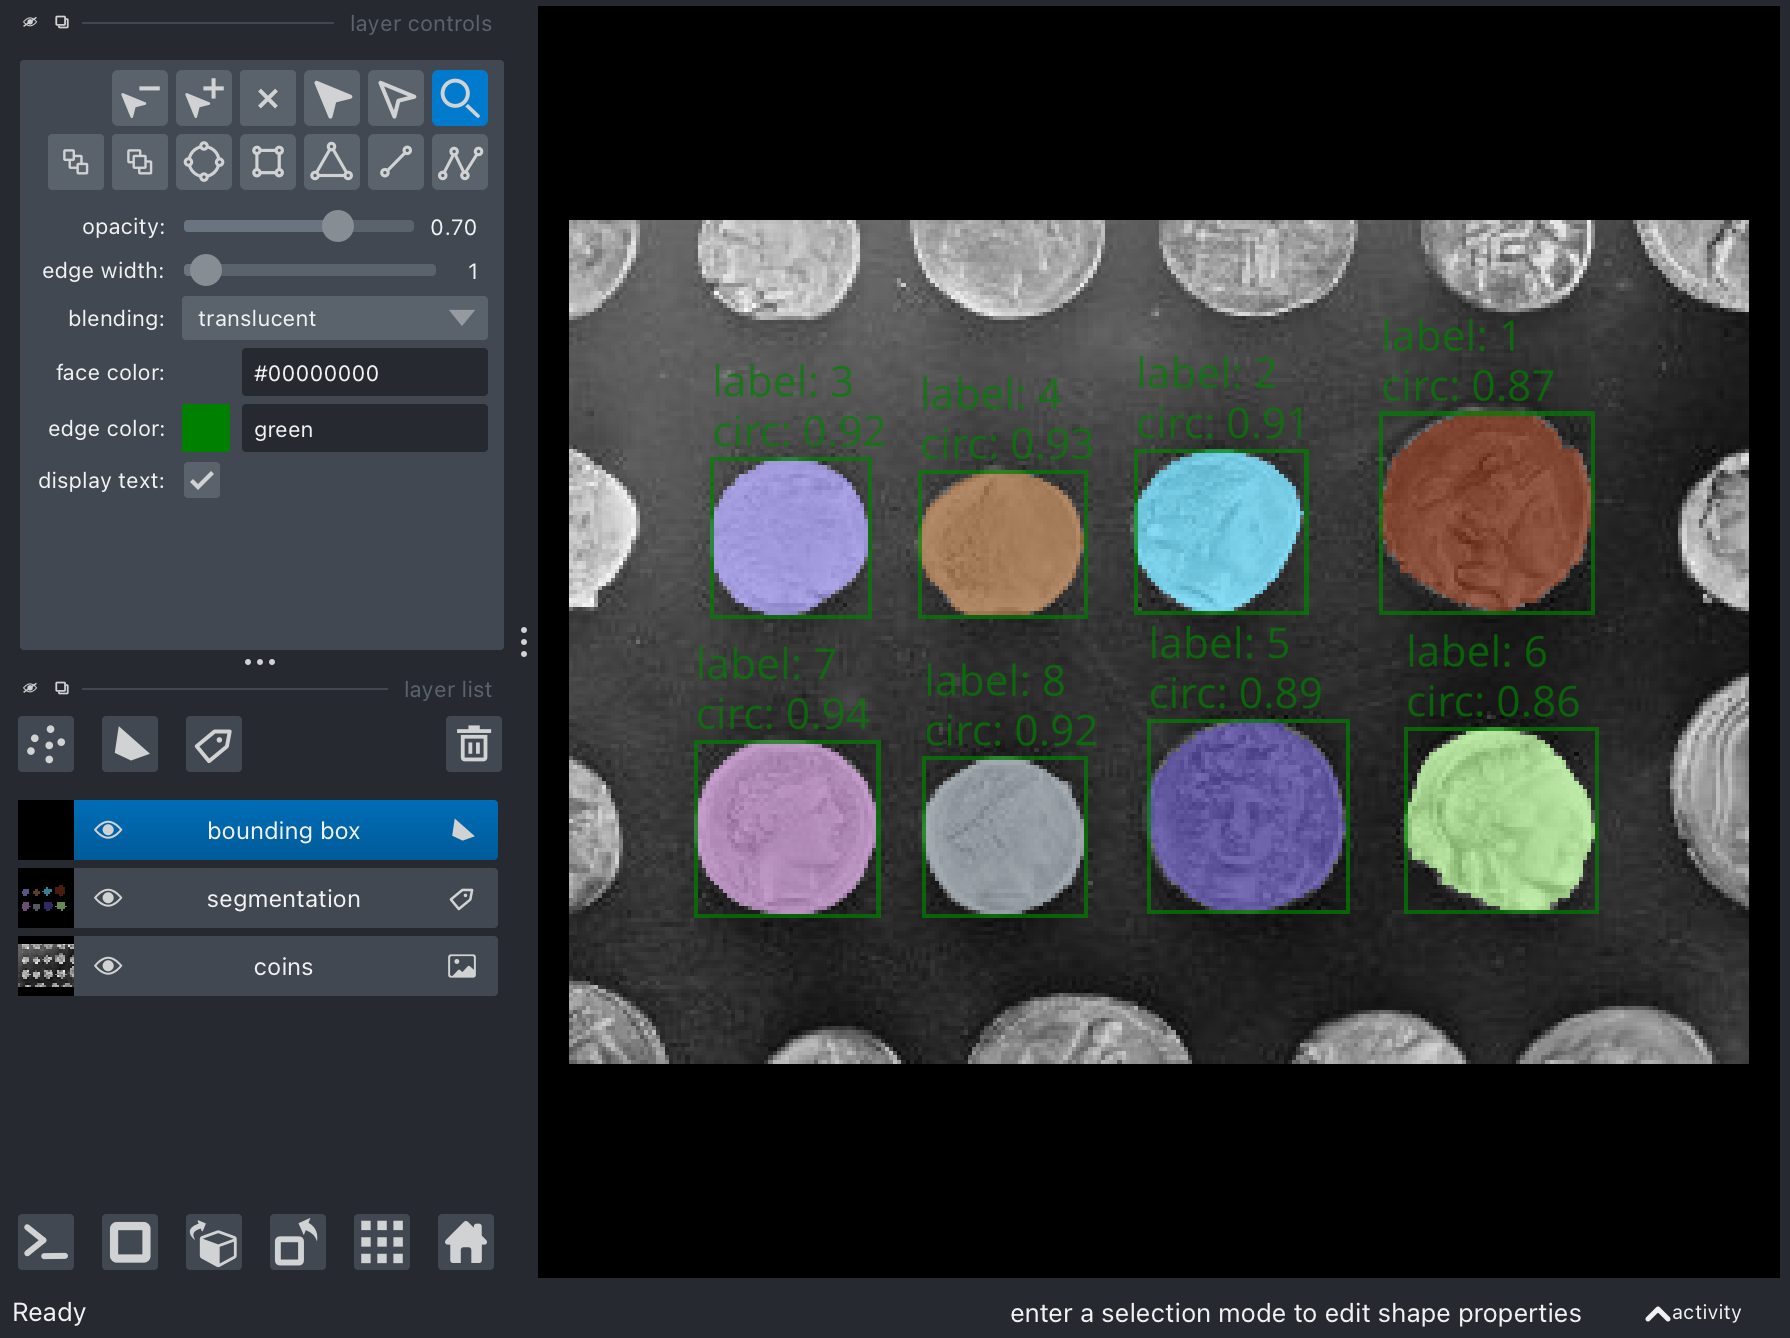 layer controls
opacity:
0.70
edge width:
1
blending:
translucent
face color:
#00000000
edge color:
green
display text:
layer list
bounding box
segmentation
coins
label: 3
circ: 0.92
label: 4
circ: 0.93
label: 2
circ: 0.91
label: 1
circ: 0.87
label: 7
circ: 0.94
label: 8
circ: 0.92
label: 5
circ: 0.89
label: 6
circ: 0.86
Ready
enter a selection mode to edit shape properties
activity